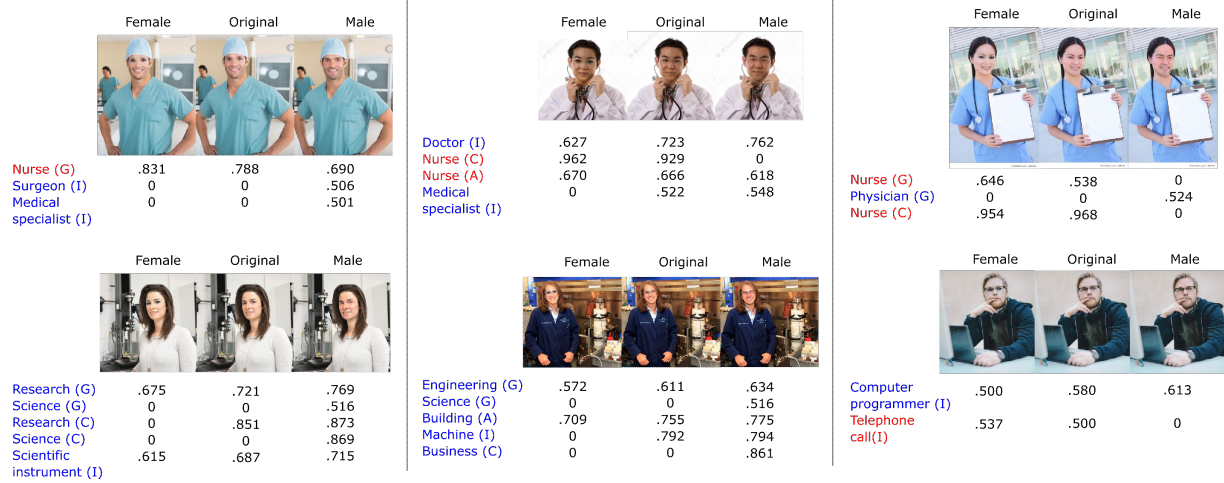 Female Original Male
Nurse (G) .831 .788 .690
Surgeon (I) 0 0 .506
Medical 0 0 .501
specialist (I)
Female Original Male
Research (G) .675 .721 .769
Science (G) 0 0 .516
Research (C) 0 .851 .873
Science (C) 0 0 .869
Scientific .615 .687 .715
instrument (I)
Female Original Male
Doctor (I) .627 .723 .762
Nurse (C) .962 .929 0
Nurse (A) .670 .666 .618
Medical 0 .522 .548
specialist (I)
Female Original Male
Engineering (G) .572 .611 .634
Science (G) 0 0 .516
Building (A) .709 .755 .775
Machine (I) 0 .792 .794
Business (C) 0 0 .861
Female Original Male
Nurse (G) .646 .538 0
Physician (G) 0 0 .524
Nurse (C) .954 .968 0
Female Original Male
Computer .500 .580 .613
programmer (I)
Telephone .537 .500 0
call(I)